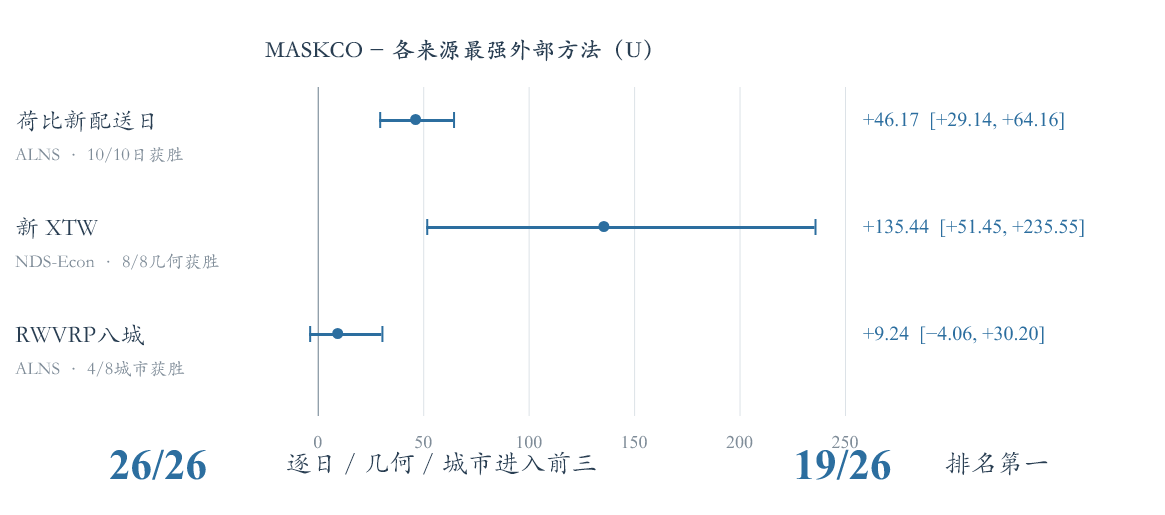 MASKCO − 各来源最强外部方法（U）
荷比新配送日
ALNS · 10/10日获胜
+46.17 [+29.14, +64.16]
新 XTW
NDS-Econ · 8/8几何获胜
+135.44 [+51.45, +235.55]
RWVRP八城
ALNS · 4/8城市获胜
+9.24 [−4.06, +30.20]
0 50 100 150 200 250
26/26 逐日 / 几何 / 城市进入前三 19/26 排名第一